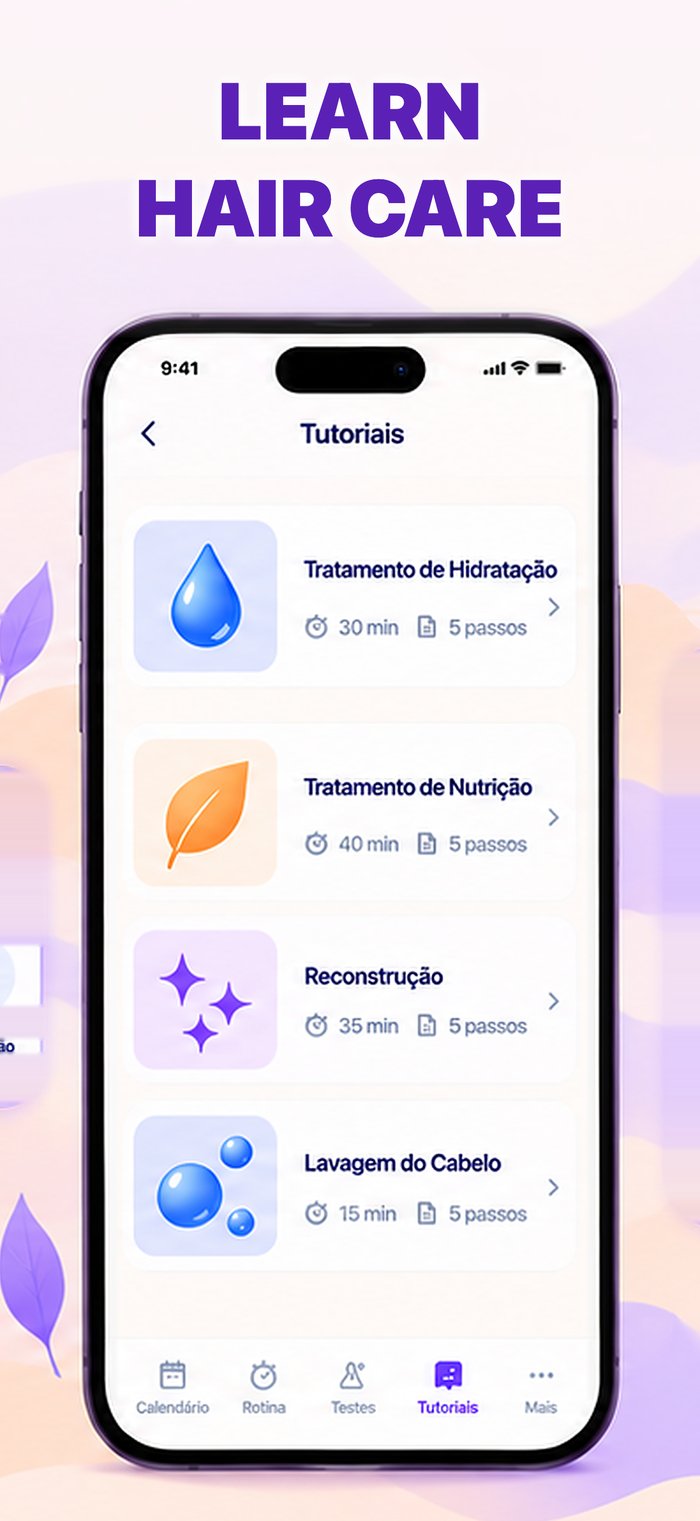 LEARN
HAIR CARE
9:41
Tutoriais
Tratamento de Hidratação
30 min 5 passos
Tratamento de Nutrição
40 min 5 passos
Reconstrução
35 min 5 passos
ão
Lavagem do Cabelo
15 min 5 passos
Calendário Rotina Testes Tutoriais Mais